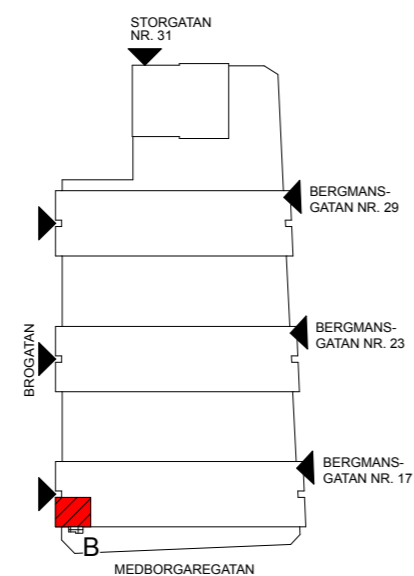 STORGATAN
NR. 31
BERGMANS-
GATAN NR. 29
BROGATAN
BERGMANS-
GATAN NR. 23
BERGMANS-
GATAN NR. 17
B
MEDBORGAREGATAN